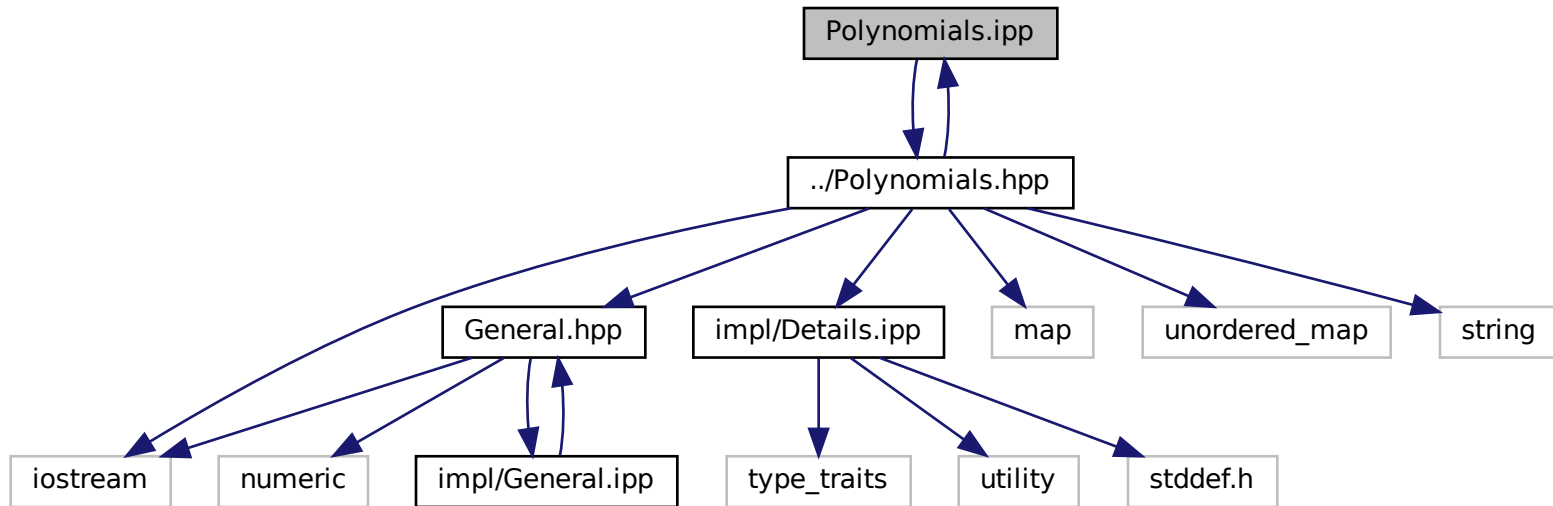 Polynomials.ipp
../Polynomials.hpp
General.hpp
impl/Details.ipp
map
unordered_map
string
iostream
numeric
impl/General.ipp
type_traits
utility
stddef.h